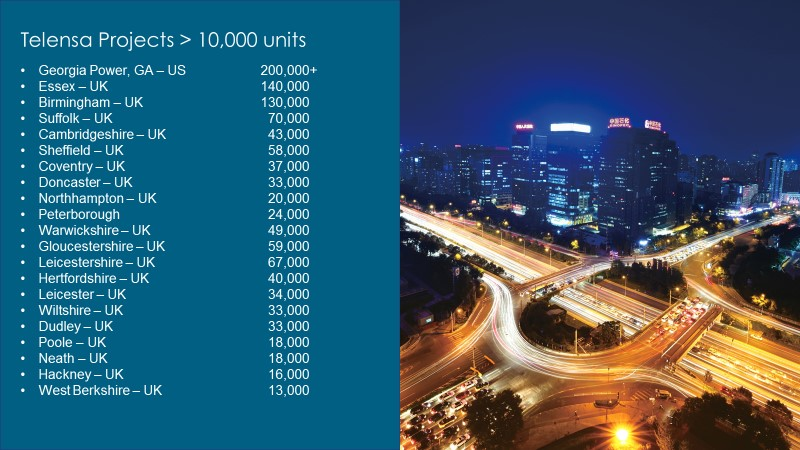 Telensa Projects > 10,000 units
• Georgia Power, GA – US 200,000+
• Essex – UK 140,000
• Birmingham – UK 130,000
• Suffolk – UK 70,000
• Cambridgeshire – UK 43,000
• Sheffield – UK 58,000
• Coventry – UK 37,000
• Doncaster – UK 33,000
• Northhampton – UK 20,000
• Peterborough 24,000
• Warwickshire – UK 49,000
• Gloucestershire – UK 59,000
• Leicestershire – UK 67,000
• Hertfordshire – UK 40,000
• Leicester – UK 34,000
• Wiltshire – UK 33,000
• Dudley – UK 33,000
• Poole – UK 18,000
• Neath – UK 18,000
• Hackney – UK 16,000
• West Berkshire – UK 13,000